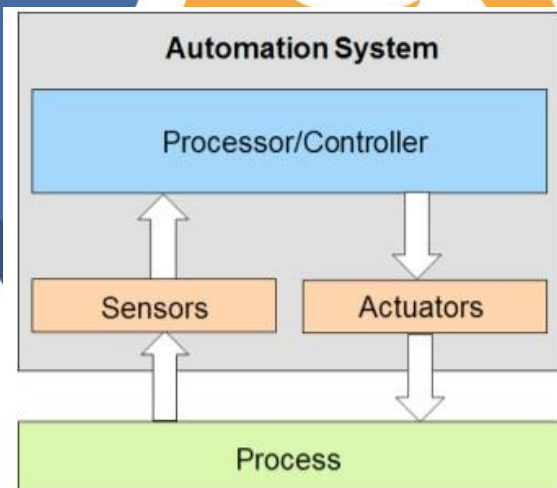 Automation System
Processor/Controller
Sensors
Actuators
Process